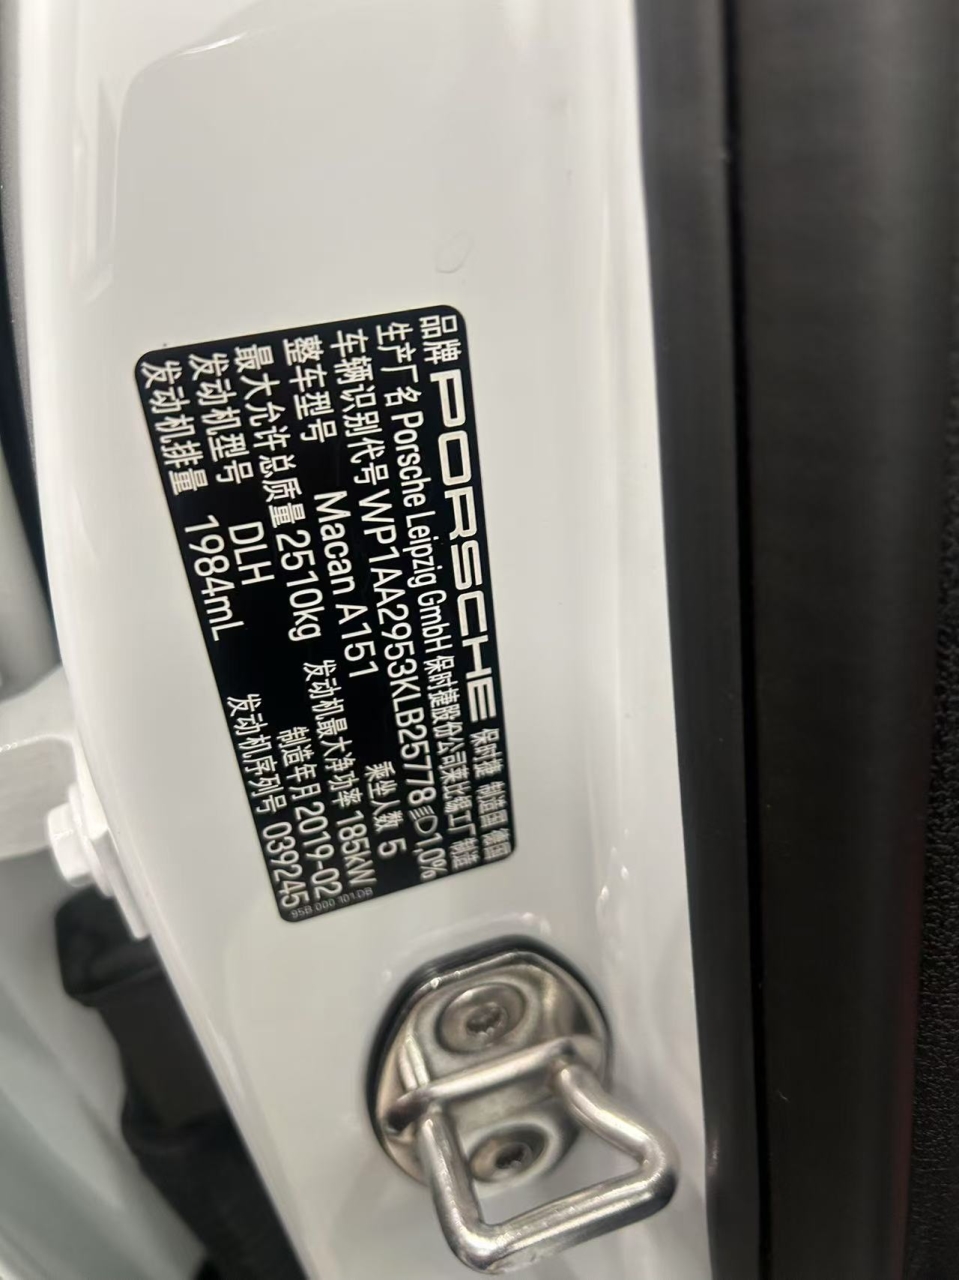 品牌 PORSCHE 保时捷 制造国 德国
生产厂名 Porsche Leipzig GmbH 保时捷股份公司莱比锡工厂 制造
车辆识别代号 WP1AA2953KLB25778 1,0%
整车型号 Macan A151 乘坐人数 5
最大允许总质量 2510kg 发动机最大净功率 185kW
发动机型号 DLH 制造年月 2019-02
发动机排量 1984mL 发动机序列号 039245
95B 000 101 DB